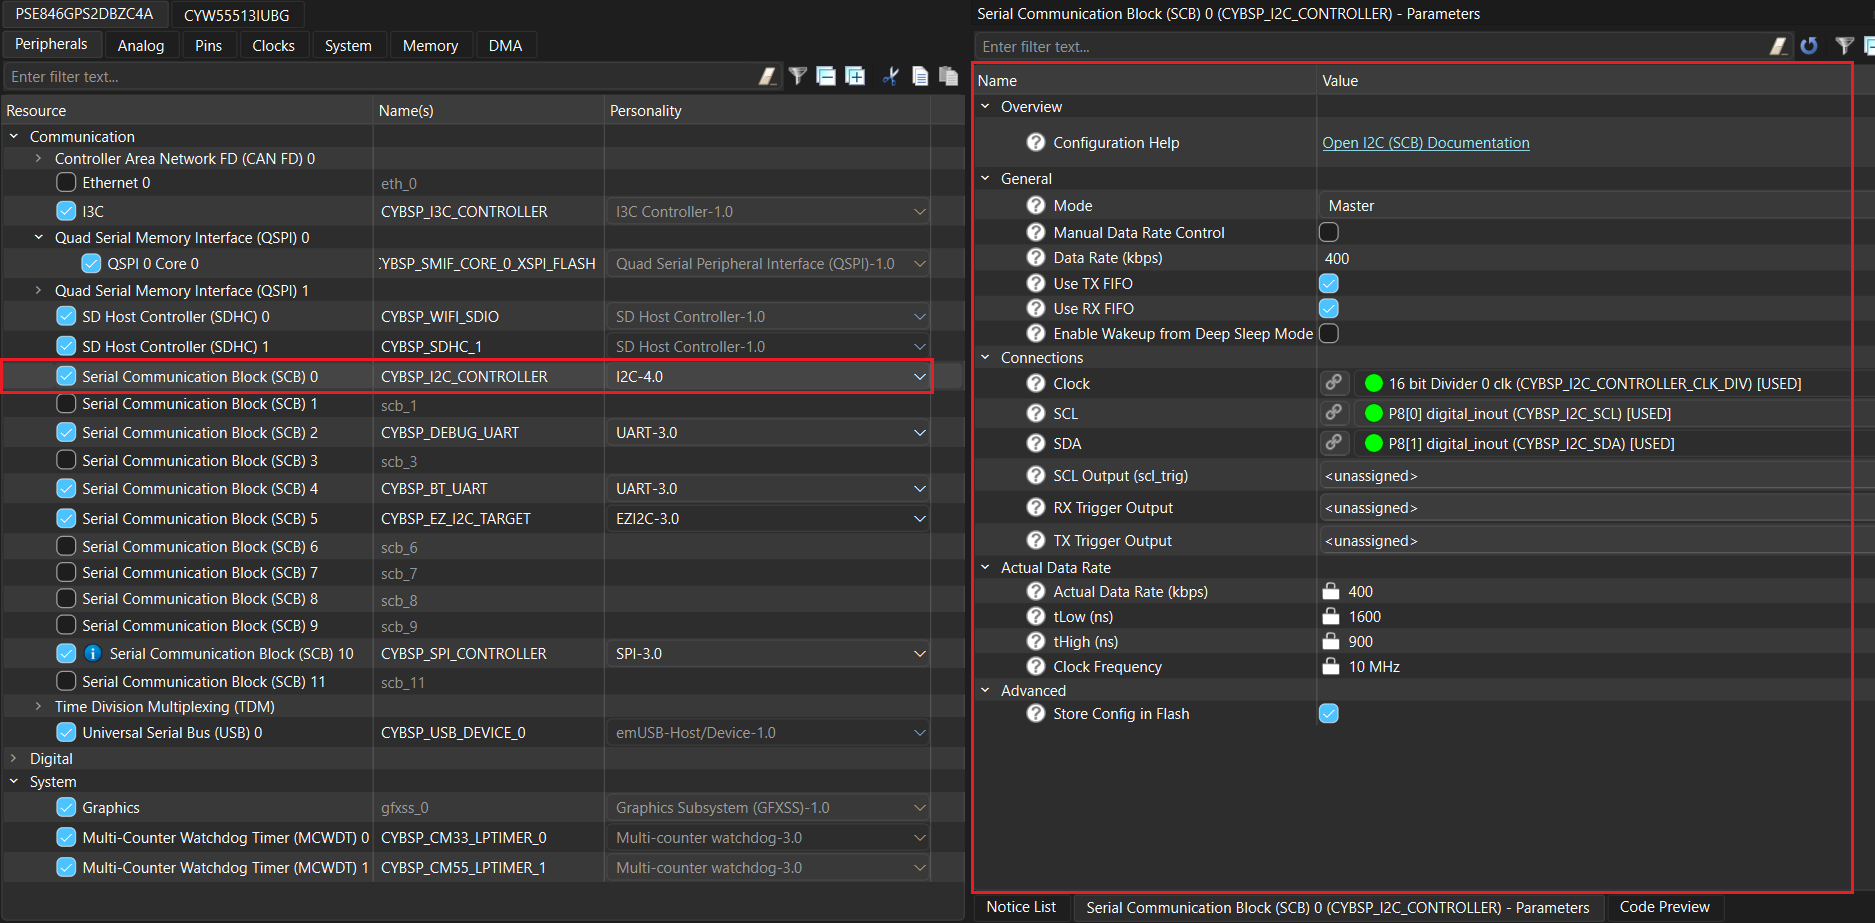 PSE846GPS2DBZC4A CYW55513IUBG
Peripherals Analog Pins Clocks System Memory DMA
Enter filter text...
Resource Name(s) Personality
Communication
Controller Area Network FD (CAN FD) 0
Ethernet 0 eth_0
I3C CYBSP_I3C_CONTROLLER I3C Controller-1.0
Quad Serial Memory Interface (QSPI) 0
QSPI 0 Core 0 YBSP_SMIF_CORE_0_XSPI_FLASH Quad Serial Peripheral Interface (QSPI)-1.0
Quad Serial Memory Interface (QSPI) 1
SD Host Controller (SDHC) 0 CYBSP_WIFI_SDIO SD Host Controller-1.0
SD Host Controller (SDHC) 1 CYBSP_SDHC_1 SD Host Controller-1.0
Serial Communication Block (SCB) 0 CYBSP_I2C_CONTROLLER I2C-4.0
Serial Communication Block (SCB) 1 scb_1
Serial Communication Block (SCB) 2 CYBSP_DEBUG_UART UART-3.0
Serial Communication Block (SCB) 3 scb_3
Serial Communication Block (SCB) 4 CYBSP_BT_UART UART-3.0
Serial Communication Block (SCB) 5 CYBSP_EZ_I2C_TARGET EZI2C-3.0
Serial Communication Block (SCB) 6 scb_6
Serial Communication Block (SCB) 7 scb_7
Serial Communication Block (SCB) 8 scb_8
Serial Communication Block (SCB) 9 scb_9
Serial Communication Block (SCB) 10 CYBSP_SPI_CONTROLLER SPI-3.0
Serial Communication Block (SCB) 11 scb_11
Time Division Multiplexing (TDM)
Universal Serial Bus (USB) 0 CYBSP_USB_DEVICE_0 emUSB-Host/Device-1.0
Digital
System
Graphics gfxss_0 Graphics Subsystem (GFXSS)-1.0
Multi-Counter Watchdog Timer (MCWDT) 0 CYBSP_CM33_LPTIMER_0 Multi-counter watchdog-3.0
Multi-Counter Watchdog Timer (MCWDT) 1 CYBSP_CM55_LPTIMER_1 Multi-counter watchdog-3.0
Serial Communication Block (SCB) 0 (CYBSP_I2C_CONTROLLER) - Parameters
Enter filter text...
Name Value
Overview
Configuration Help Open I2C (SCB) Documentation
General
Mode Master
Manual Data Rate Control
Data Rate (kbps) 400
Use TX FIFO
Use RX FIFO
Enable Wakeup from Deep Sleep Mode
Connections
Clock 16 bit Divider 0 clk (CYBSP_I2C_CONTROLLER_CLK_DIV) [USED]
SCL P8[0] digital_inout (CYBSP_I2C_SCL) [USED]
SDA P8[1] digital_inout (CYBSP_I2C_SDA) [USED]
SCL Output (scl_trig) <unassigned>
RX Trigger Output <unassigned>
TX Trigger Output <unassigned>
Actual Data Rate
Actual Data Rate (kbps) 400
tLow (ns) 1600
tHigh (ns) 900
Clock Frequency 10 MHz
Advanced
Store Config in Flash
Notice List Serial Communication Block (SCB) 0 (CYBSP_I2C_CONTROLLER) - Parameters Code Preview